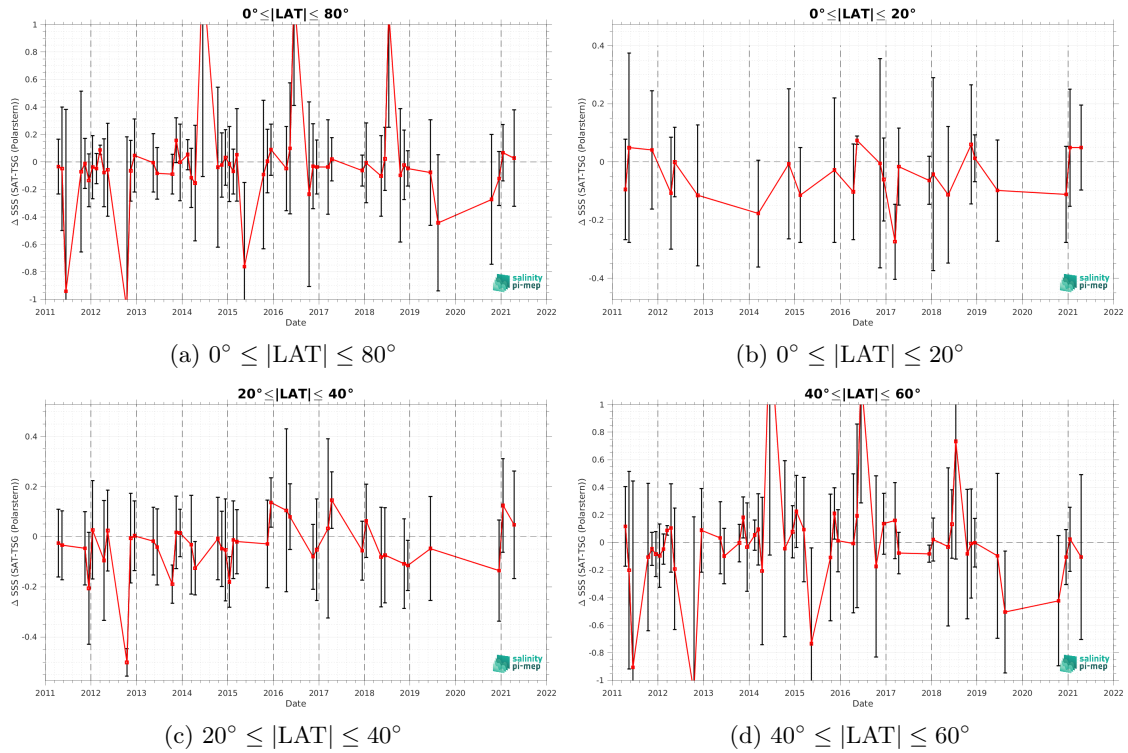 0°≤|LAT|≤ 80°
Δ SSS (SAT-TSG (Polarstern))
1
0.8
0.6
0.4
0.2
0
-0.2
-0.4
-0.6
-0.8
-1
2011 2012 2013 2014 2015 2016 2017 2018 2019 2020 2021 2022
Date
salinity
pi-mep
(a) 0° ≤ |LAT| ≤ 80°
0°≤|LAT|≤ 20°
Δ SSS (SAT-TSG (Polarstern))
0.4
0.2
0
-0.2
-0.4
2011 2012 2013 2014 2015 2016 2017 2018 2019 2020 2021 2022
Date
salinity
pi-mep
(b) 0° ≤ |LAT| ≤ 20°
20°≤|LAT|≤ 40°
Δ SSS (SAT-TSG (Polarstern))
0.4
0.2
0
-0.2
-0.4
2011 2012 2013 2014 2015 2016 2017 2018 2019 2020 2021 2022
Date
salinity
pi-mep
(c) 20° ≤ |LAT| ≤ 40°
40°≤|LAT|≤ 60°
Δ SSS (SAT-TSG (Polarstern))
1
0.8
0.6
0.4
0.2
0
-0.2
-0.4
-0.6
-0.8
-1
2011 2012 2013 2014 2015 2016 2017 2018 2019 2020 2021 2022
Date
salinity
pi-mep
(d) 40° ≤ |LAT| ≤ 60°